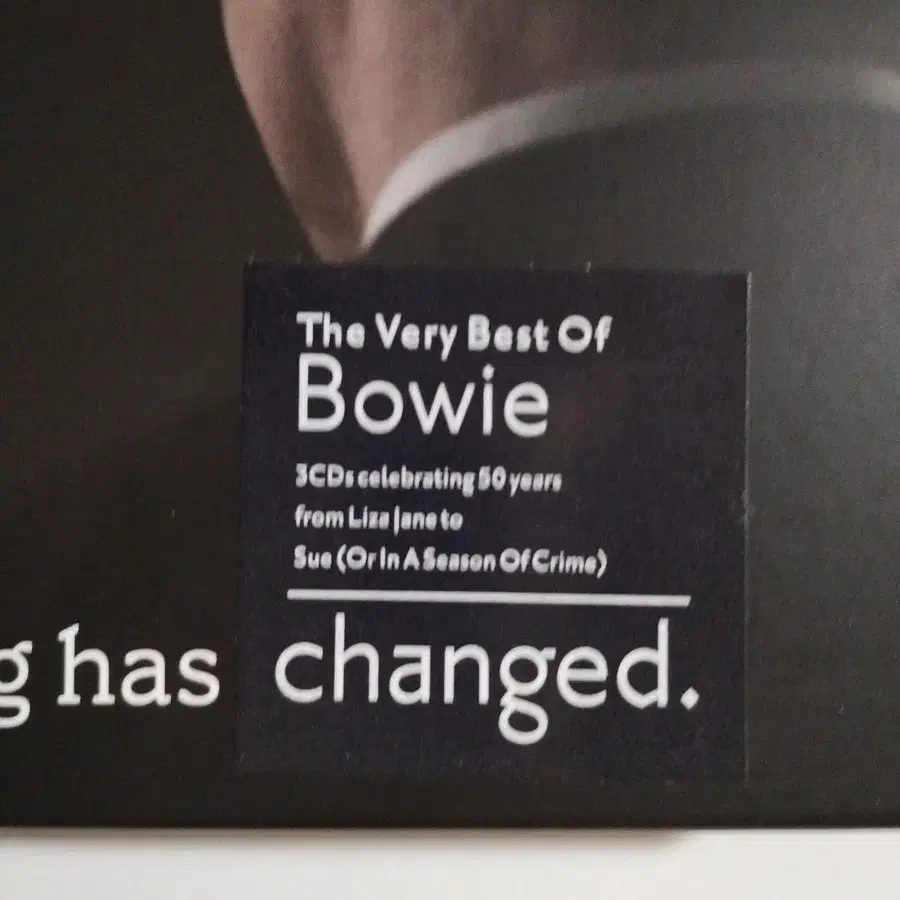 The Very Best Of
Bowie
3CDs celebrating 50 years
from Liza Jane to
Sue (Or In A Season Of Crime)
g has changed.